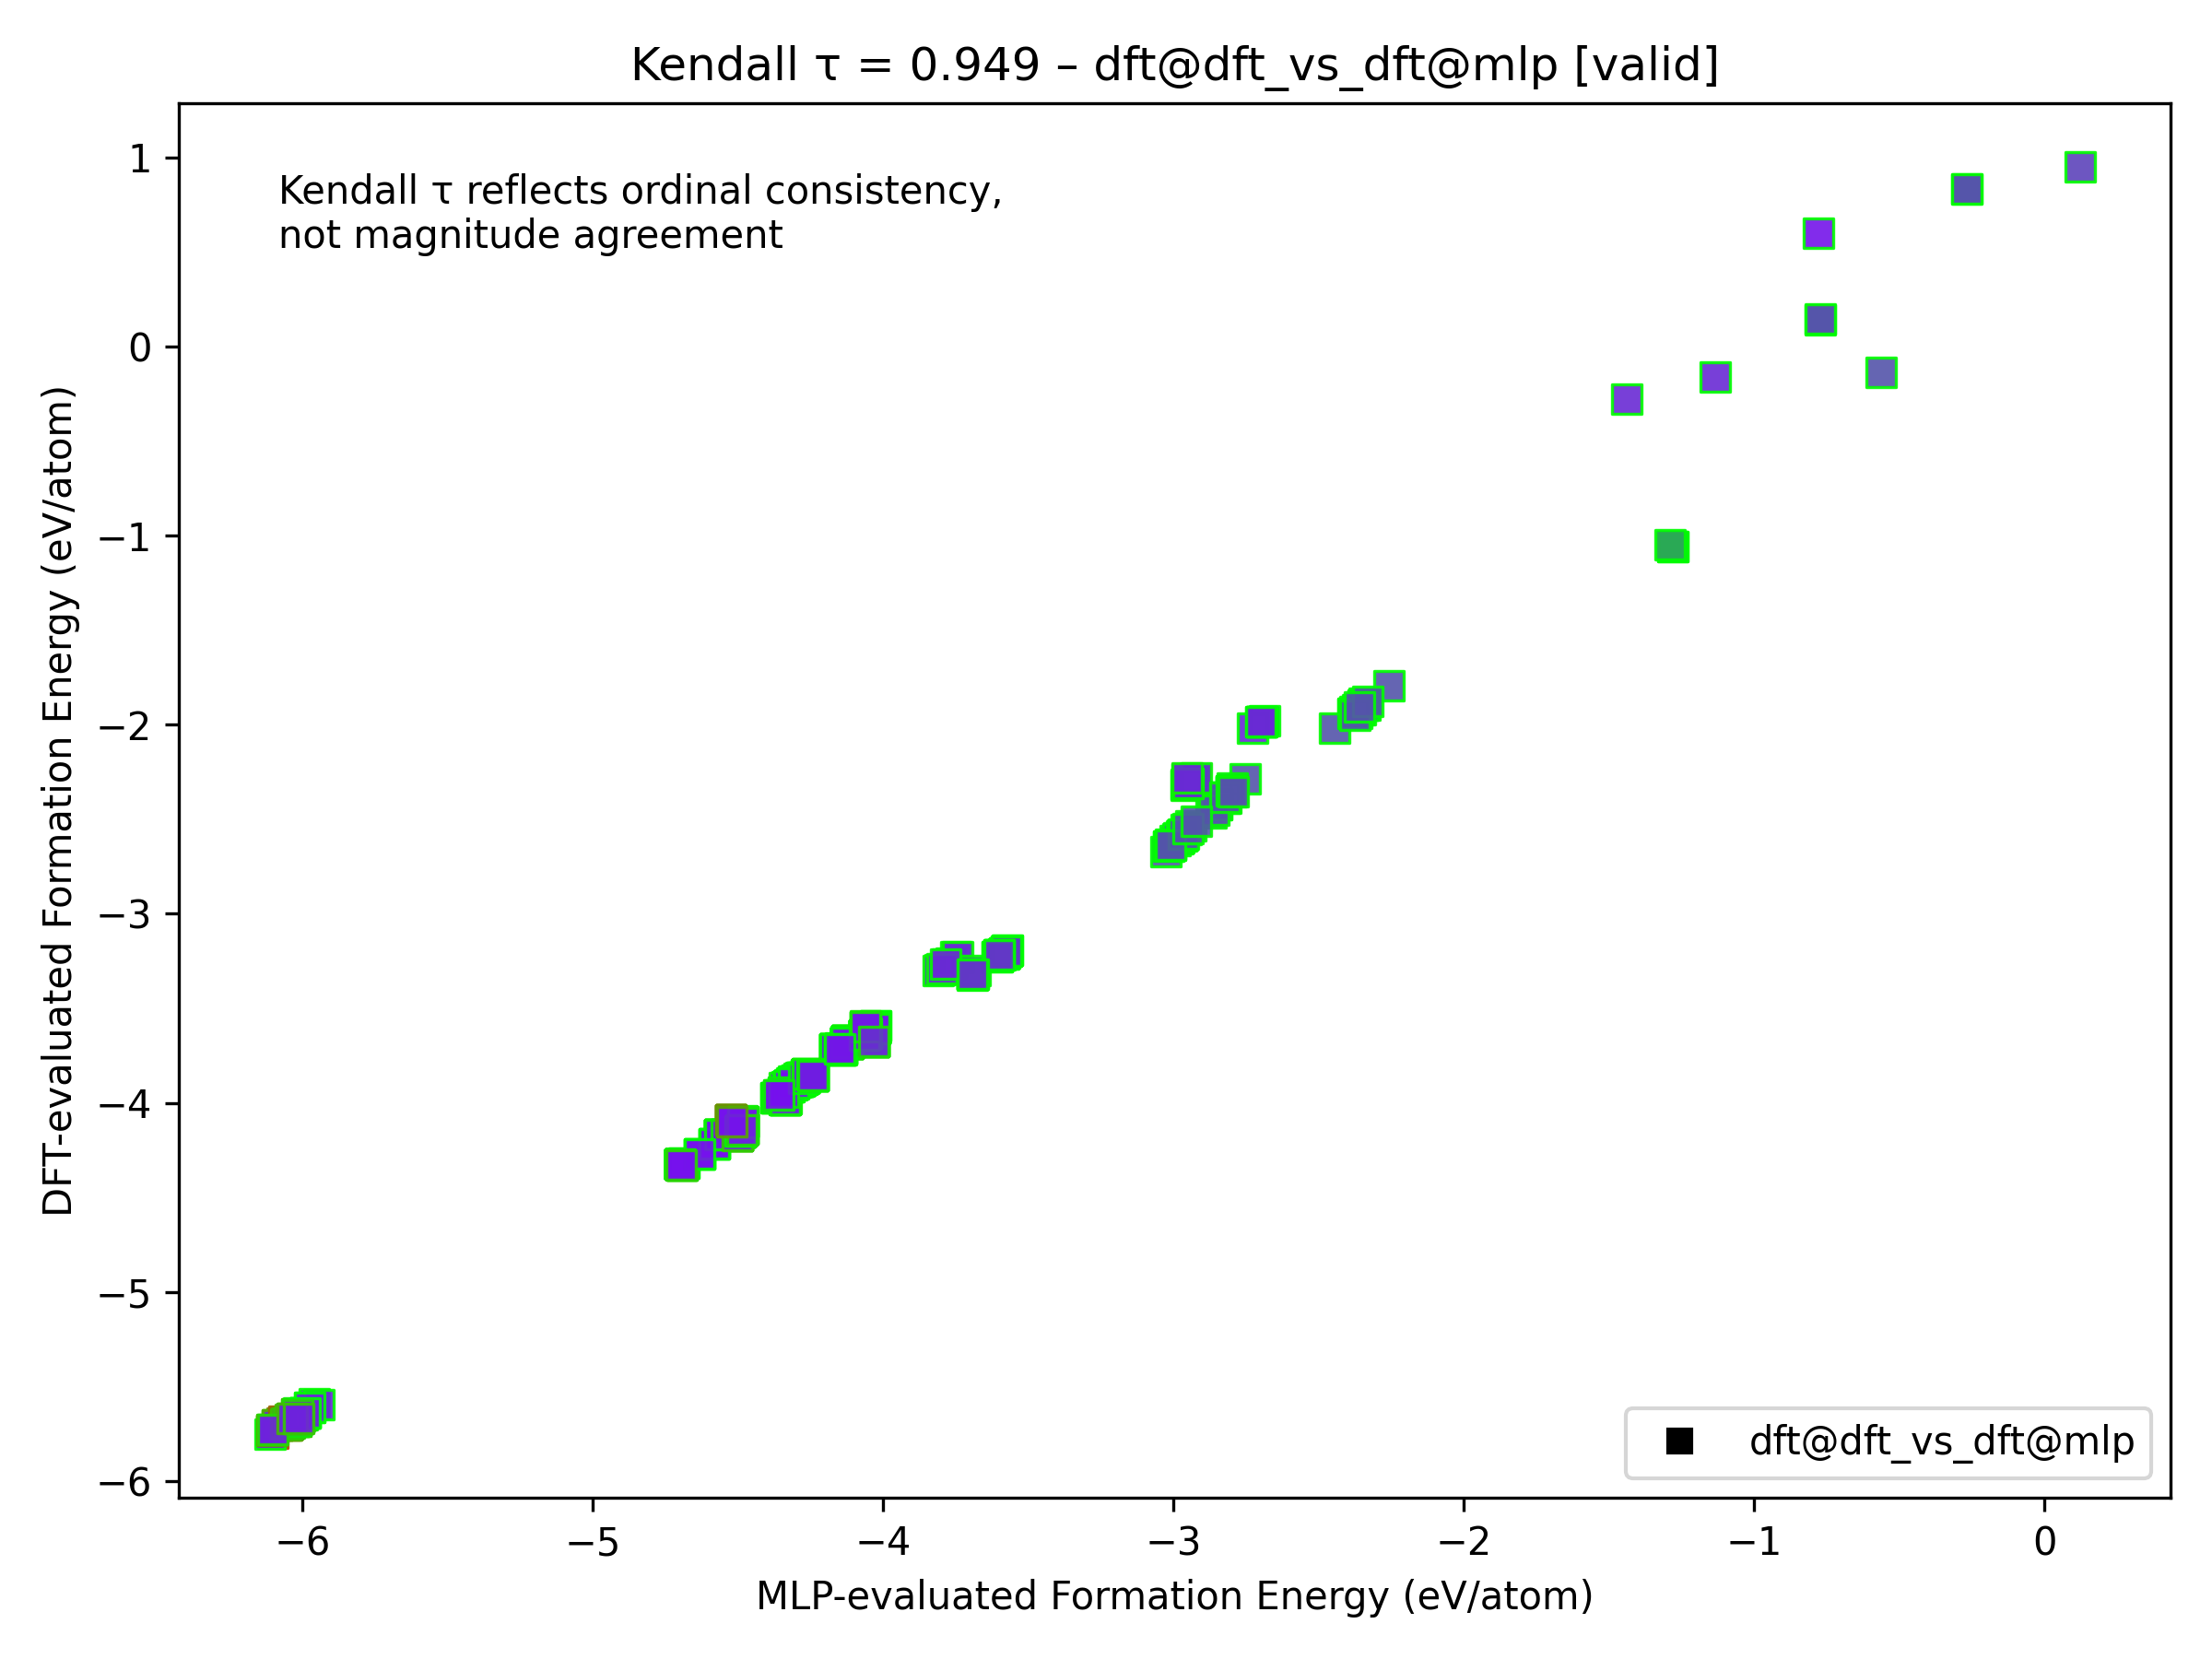 Kendall τ = 0.949 – dft@dft_vs_dft@mlp [valid]
Kendall τ reflects ordinal consistency,
not magnitude agreement
DFT-evaluated Formation Energy (eV/atom)
1
0
−1
−2
−3
−4
−5
−6
dft@dft_vs_dft@mlp
−6 −5 −4 −3 −2 −1 0
MLP-evaluated Formation Energy (eV/atom)